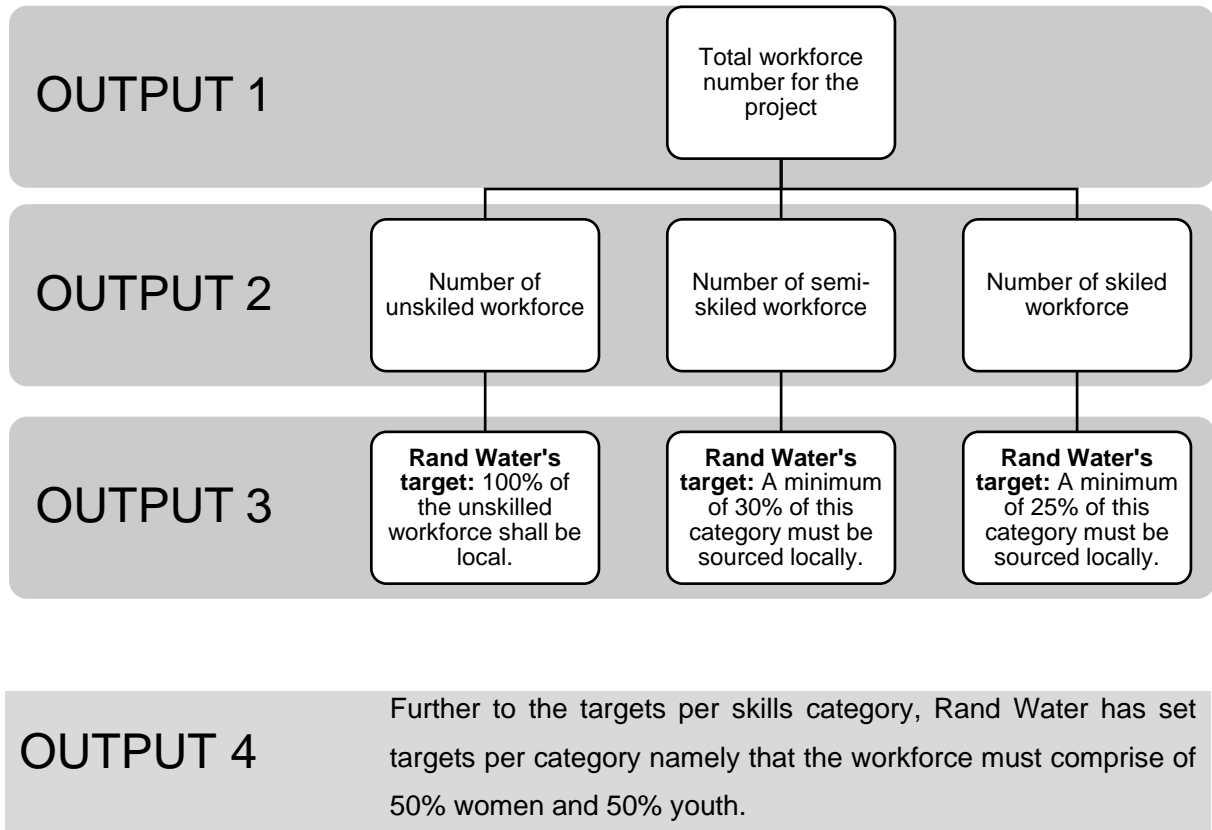 OUTPUT 1
Total workforce
number for the
project
OUTPUT 2
Number of
unskiled workforce
Number of semi-
skiled workforce
Number of skiled
workforce
OUTPUT 3
Rand Water's
target: 100% of
the unskilled
workforce shall be
local.
Rand Water's
target: A minimum
of 30% of this
category must be
sourced locally.
Rand Water's
target: A minimum
of 25% of this
category must be
sourced locally.
OUTPUT 4
Further to the targets per skills category, Rand Water has set
targets per category namely that the workforce must comprise of
50% women and 50% youth.